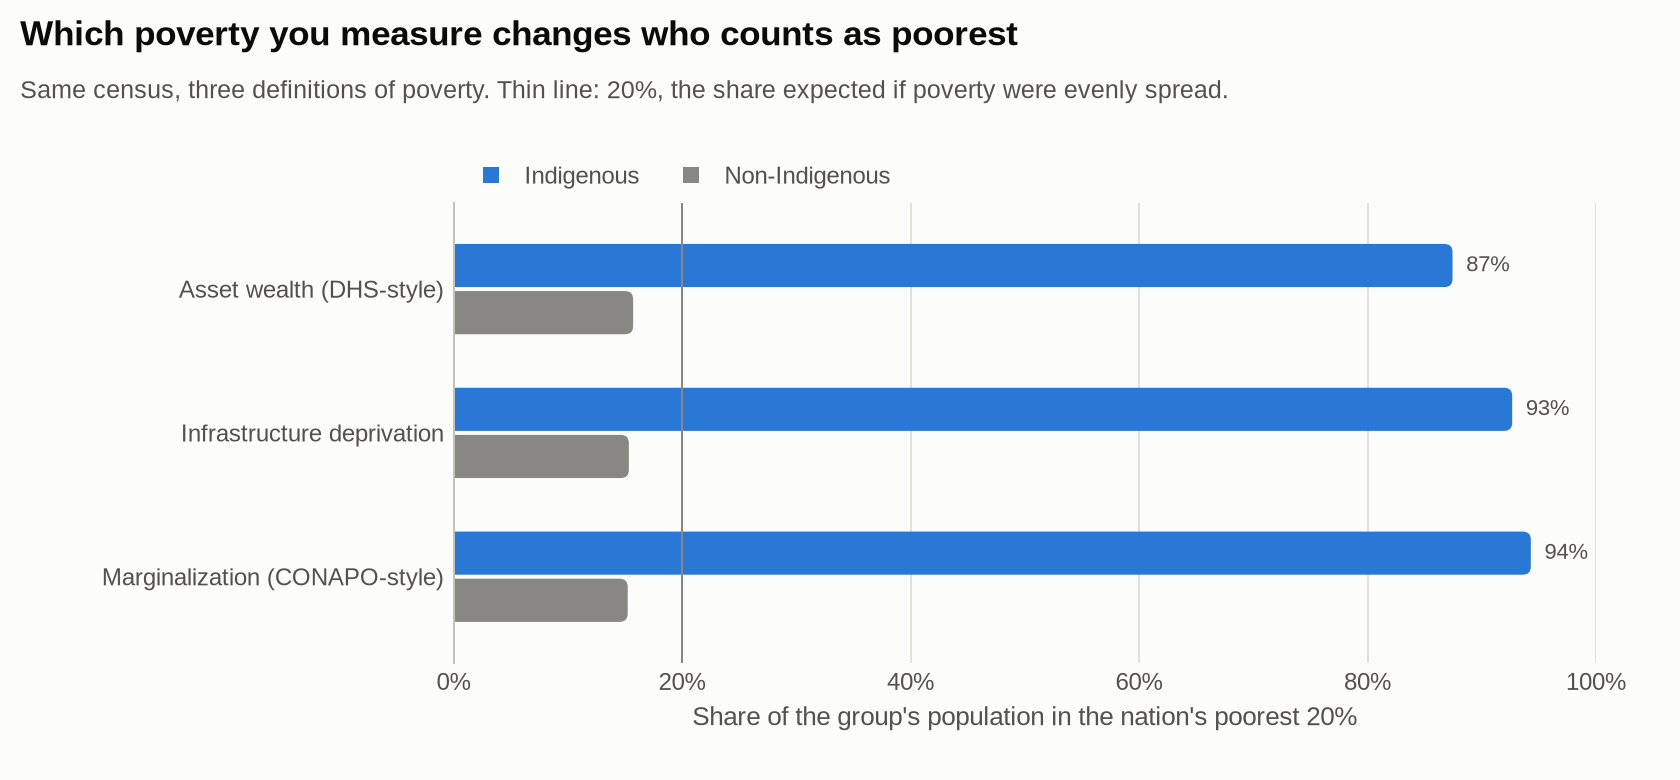 Which poverty you measure changes who counts as poorest
Same census, three definitions of poverty. Thin line: 20%, the share expected if poverty were evenly spread.
Indigenous
Non-Indigenous
Asset wealth (DHS-style)
87%
Infrastructure deprivation
93%
Marginalization (CONAPO-style)
94%
0%
20%
40%
60%
80%
100%
Share of the group's population in the nation's poorest 20%